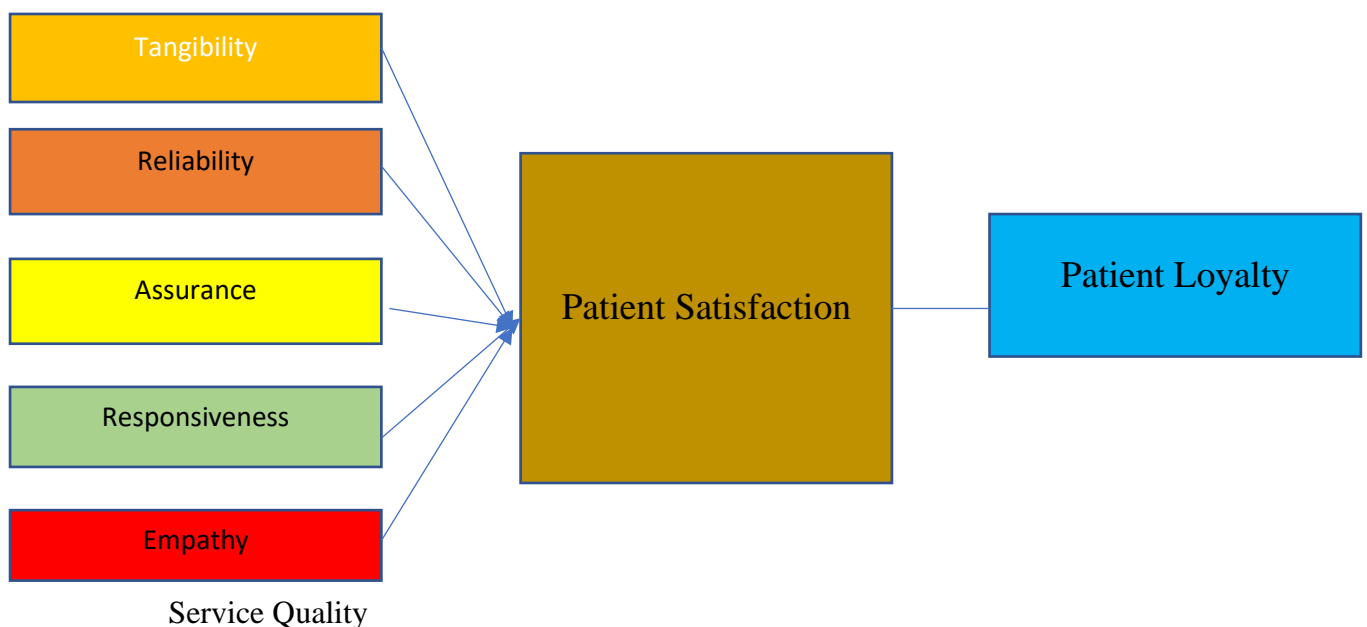 Tangibility
Reliability
Assurance
Responsiveness
Empathy
Service Quality
Patient Satisfaction
Patient Loyalty